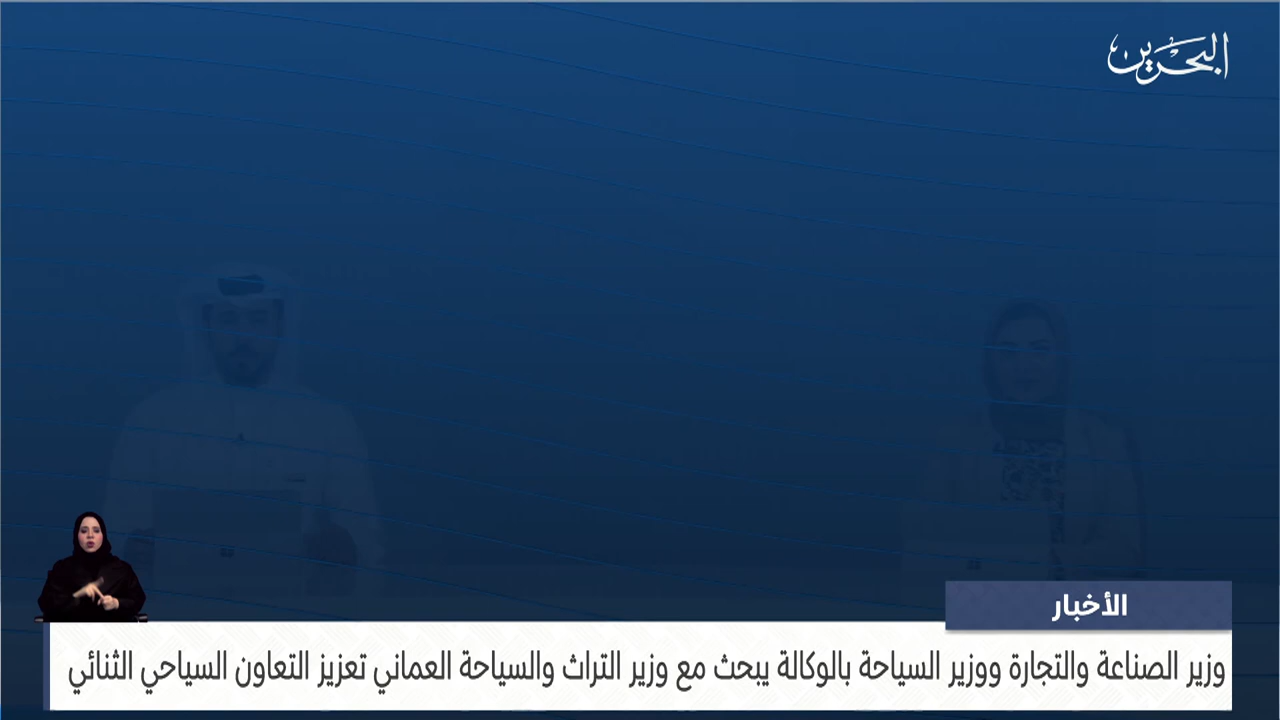 البحرين
الأخبار
وزير الصناعة والتجارة ووزير السياحة بالوكالة يبحث مع وزير التراث والسياحة العماني تعزيز التعاون السياحي الثنائي